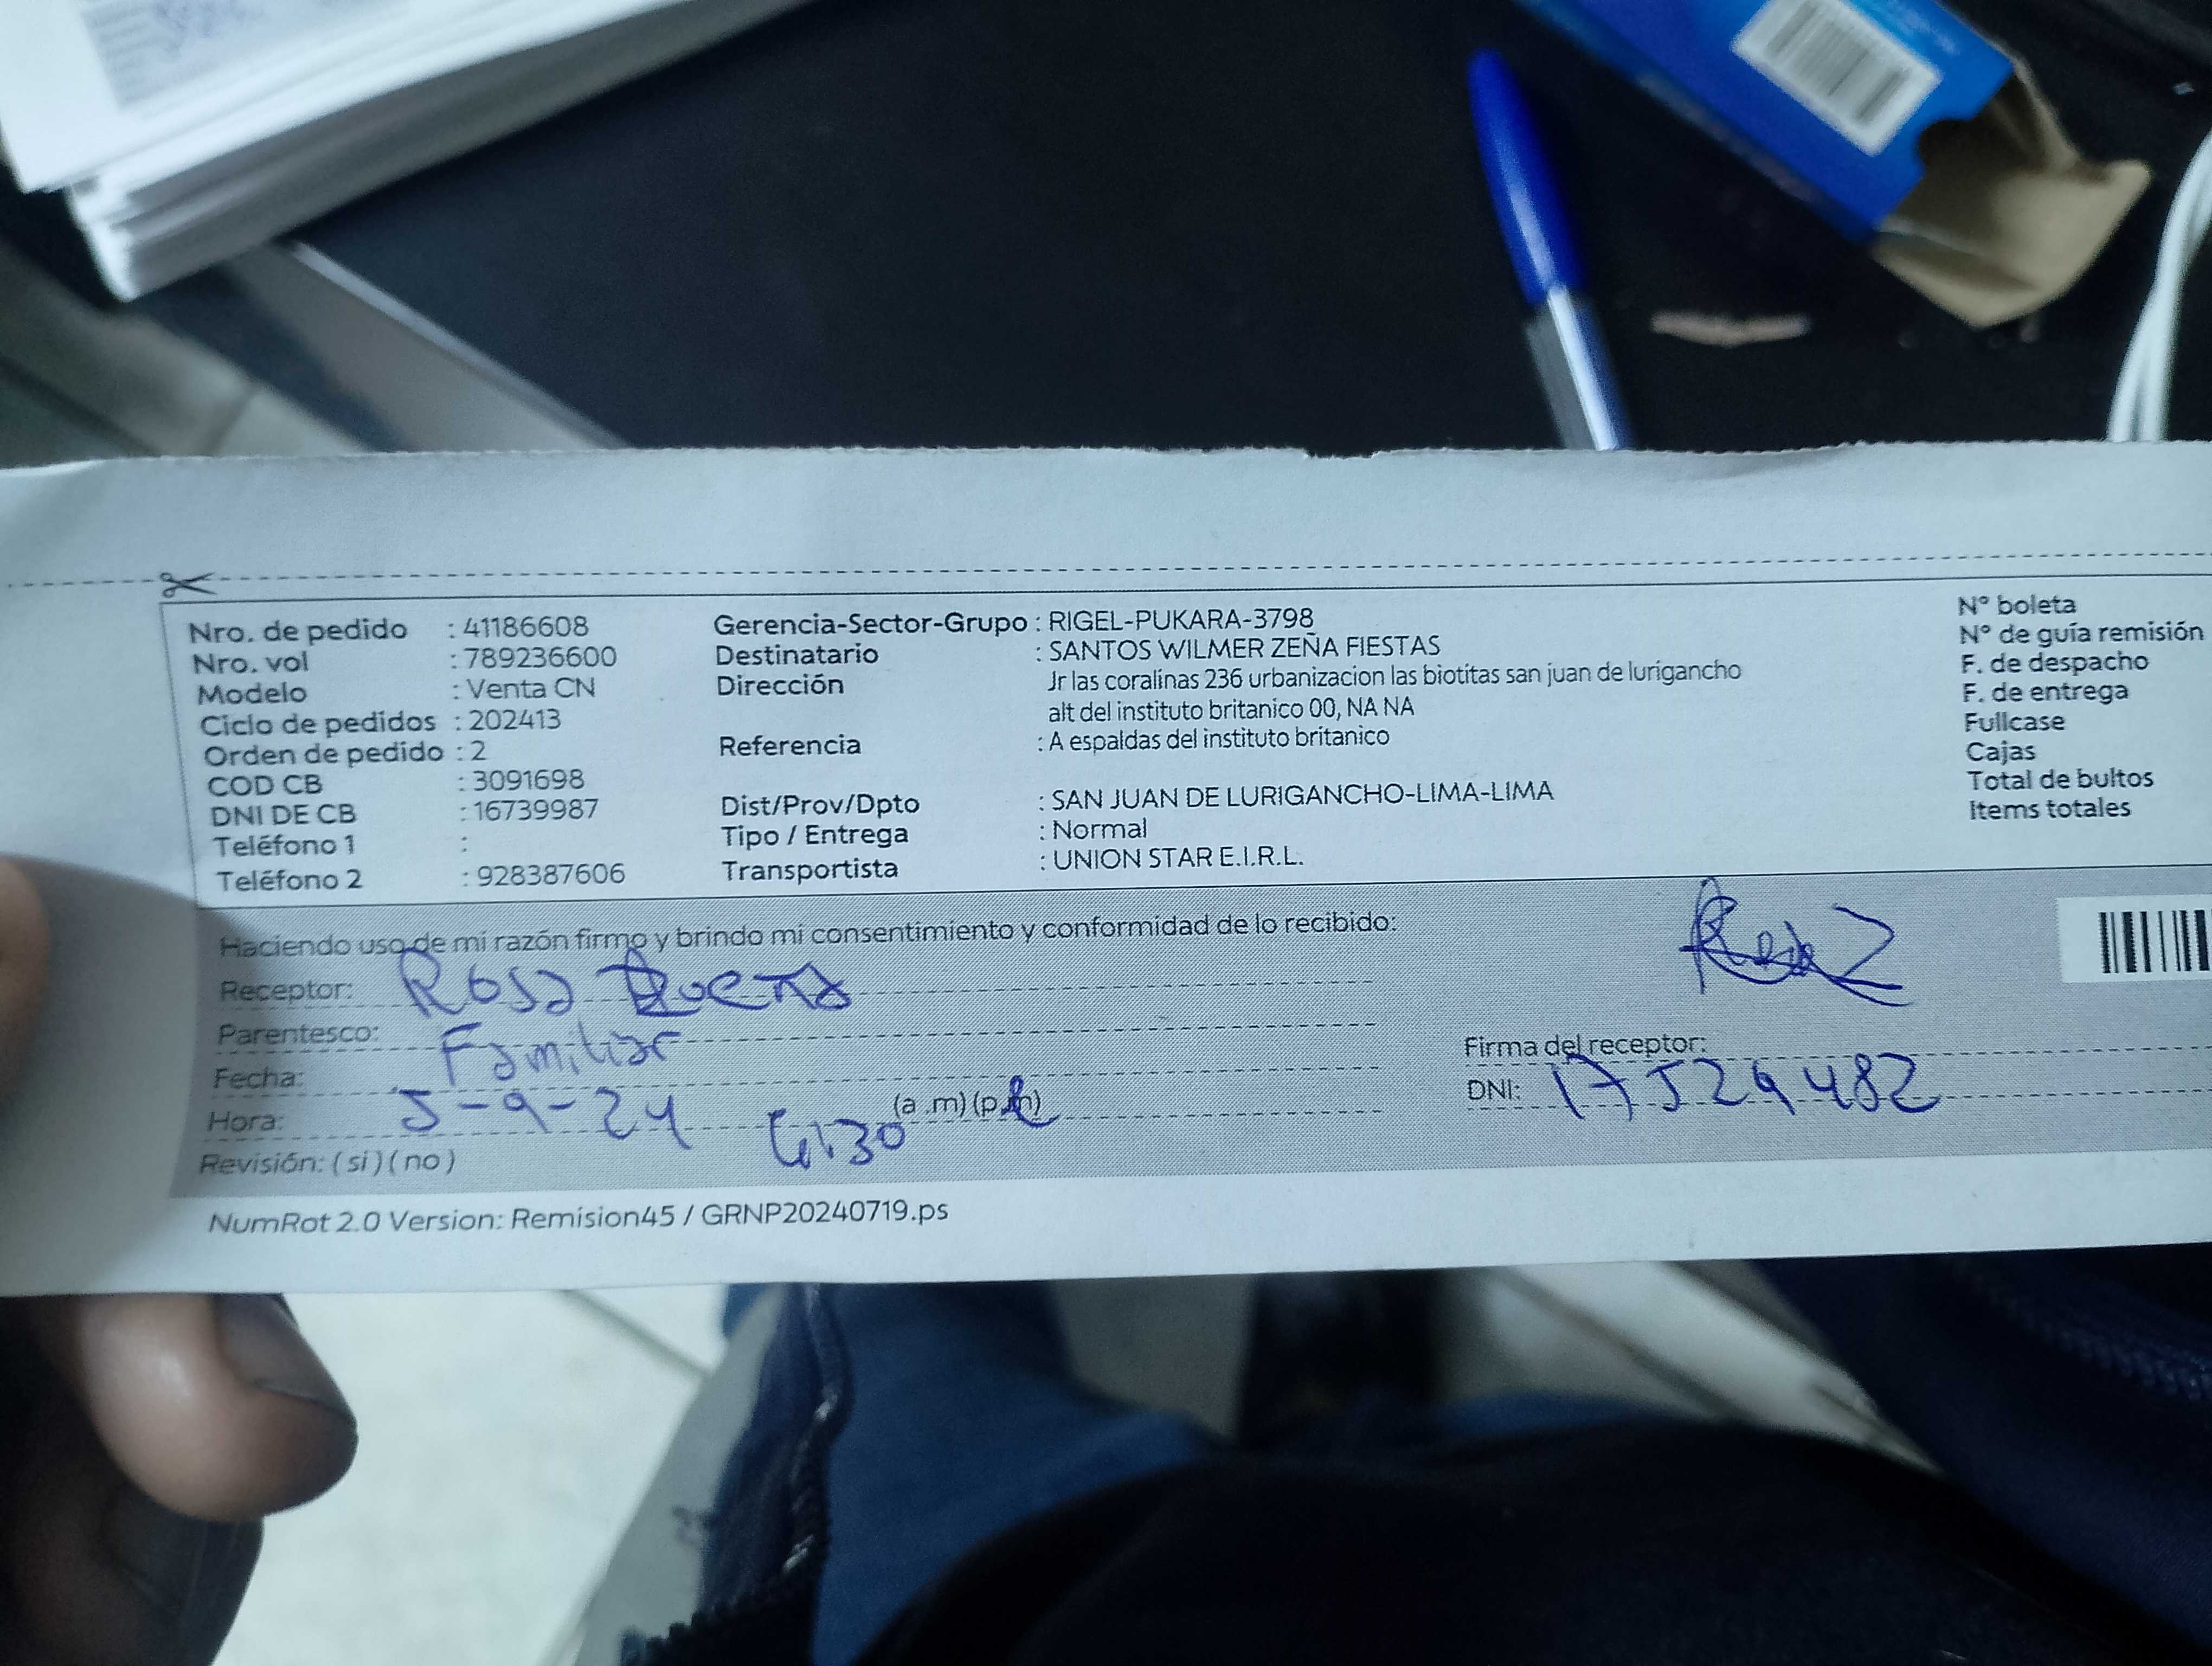 Nro. de pedido : 41186608
Nro. vol : 789236600
Modelo : Venta CN
Ciclo de pedidos : 202413
Orden de pedido : 2
COD CB : 3091698
DNI DE CB : 16739987
Teléfono 1 :
Teléfono 2 : 928387606
Gerencia-Sector-Grupo : RIGEL-PUKARA-3798
Destinatario : SANTOS WILMER ZEÑA FIESTAS
Dirección Jr las coralinas 236 urbanizacion las biotitas san juan de lurigancho
alt del instituto britanico 00, NA NA
Referencia : A espaldas del instituto britanico
Dist/Prov/Dpto : SAN JUAN DE LURIGANCHO-LIMA-LIMA
Tipo / Entrega : Normal
Transportista : UNION STAR E.I.R.L.
N° boleta
N° de guía remisión
F. de despacho
F. de entrega
Fullcase
Cajas
Total de bultos
Items totales
Haciendo uso de mi razón firmo y brindo mi consentimiento y conformidad de lo recibido:
Receptor: Rosa
Parentesco: Familiar
Fecha: 5-9-24
Hora: (a .m) (p.m)
Revisión: ( si ) ( no )
Firma del receptor:
DNI: 17529482
NumRot 2.0 Version: Remision45 / GRNP20240719.ps